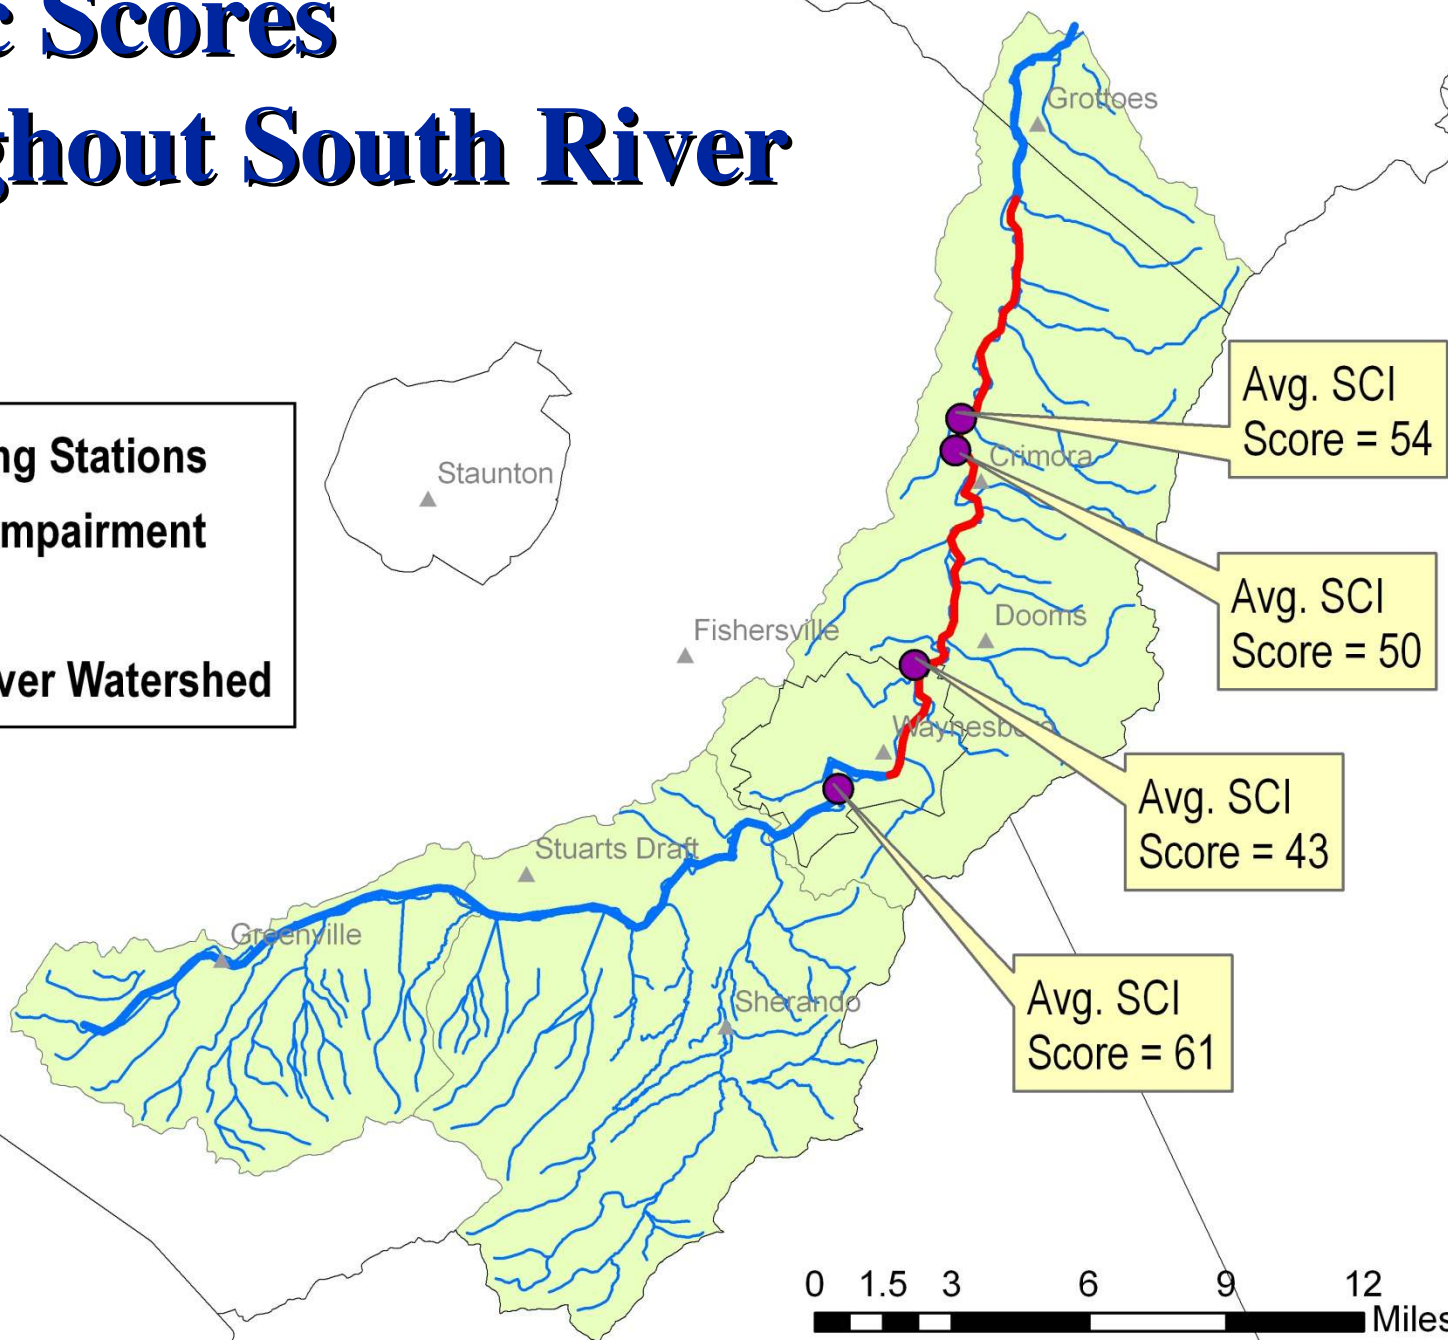 c Scores
ghout South River
Grottoes
Avg. SCI
Score = 54
ng Stations
mpairment
ver Watershed
Staunton
Crimora
Avg. SCI
Score = 50
Fishersville
Dooms
Waynesboro
Avg. SCI
Score = 43
Stuarts Draft
Greenville
Sherando
Avg. SCI
Score = 61
0 1.5 3 6 9 12
Miles